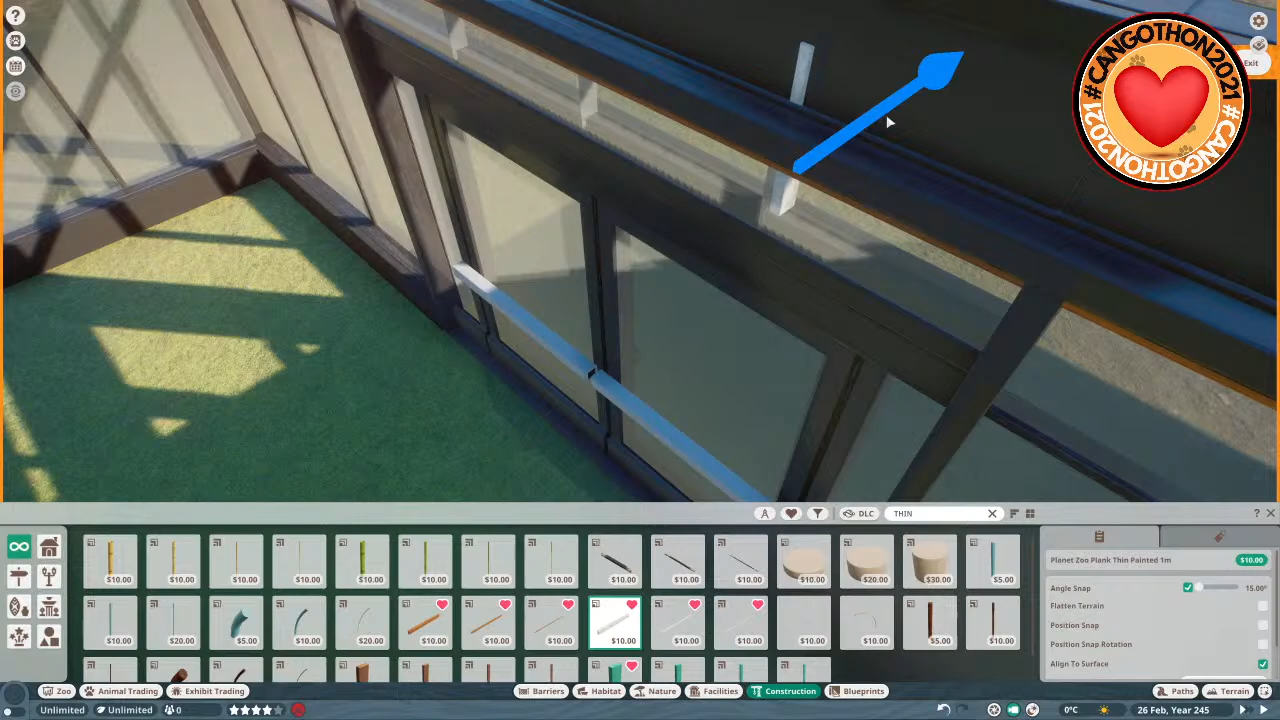 ?
#CANGOTHON2021
#CANGOTHON2021
Exit
A
DLC
THIN
?
$10.00 $10.00 $10.00 $10.00 $10.00 $10.00 $10.00 $10.00 $10.00 $10.00 $10.00 $10.00 $20.00 $30.00 $5.00
Planet Zoo Plank Thin Painted 1m $10.00
Angle Snap 15.00°
Flatten Terrain
Position Snap
Position Snap Rotation
Align To Surface
$10.00 $20.00 $5.00 $10.00 $20.00 $10.00 $10.00 $10.00 $10.00 $10.00 $10.00 $10.00 $10.00 $5.00 $10.00
Zoo Animal Trading Exhibit Trading Barriers Habitat Nature Facilities Construction Blueprints Paths Terrain
Unlimited Unlimited 0 0°C 26 Feb, Year 245